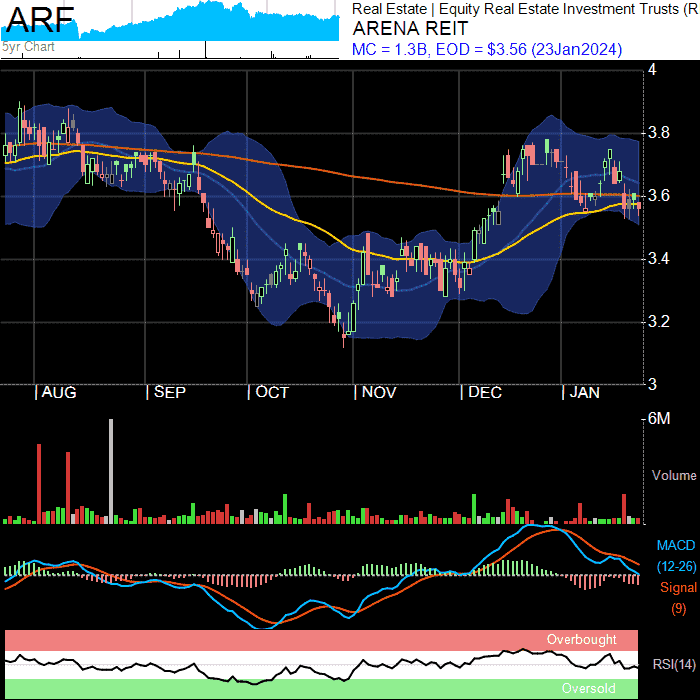 ARF
5yr Chart
Real Estate | Equity Real Estate Investment Trusts (R
ARENA REIT
MC = 1.3B, EOD = $3.56 (23Jan2024)
4
3.8
3.6
3.4
3.2
3
| AUG | SEP | OCT | NOV | DEC | JAN
6M
Volume
MACD
(12-26)
Signal
(9)
Overbought
RSI(14)
Oversold